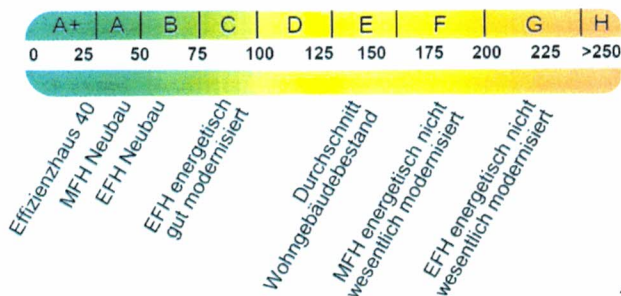 A+ A B C D E F G H
0 25 50 75 100 125 150 175 200 225 >250
Effizienzhaus 40
MFH Neubau
EFH Neubau
EFH energetisch
gut modernisiert
Durchschnitt
Wohngebäudebestand
MFH energetisch nicht
wesentlich modernisiert
EFH energetisch nicht
wesentlich modernisiert